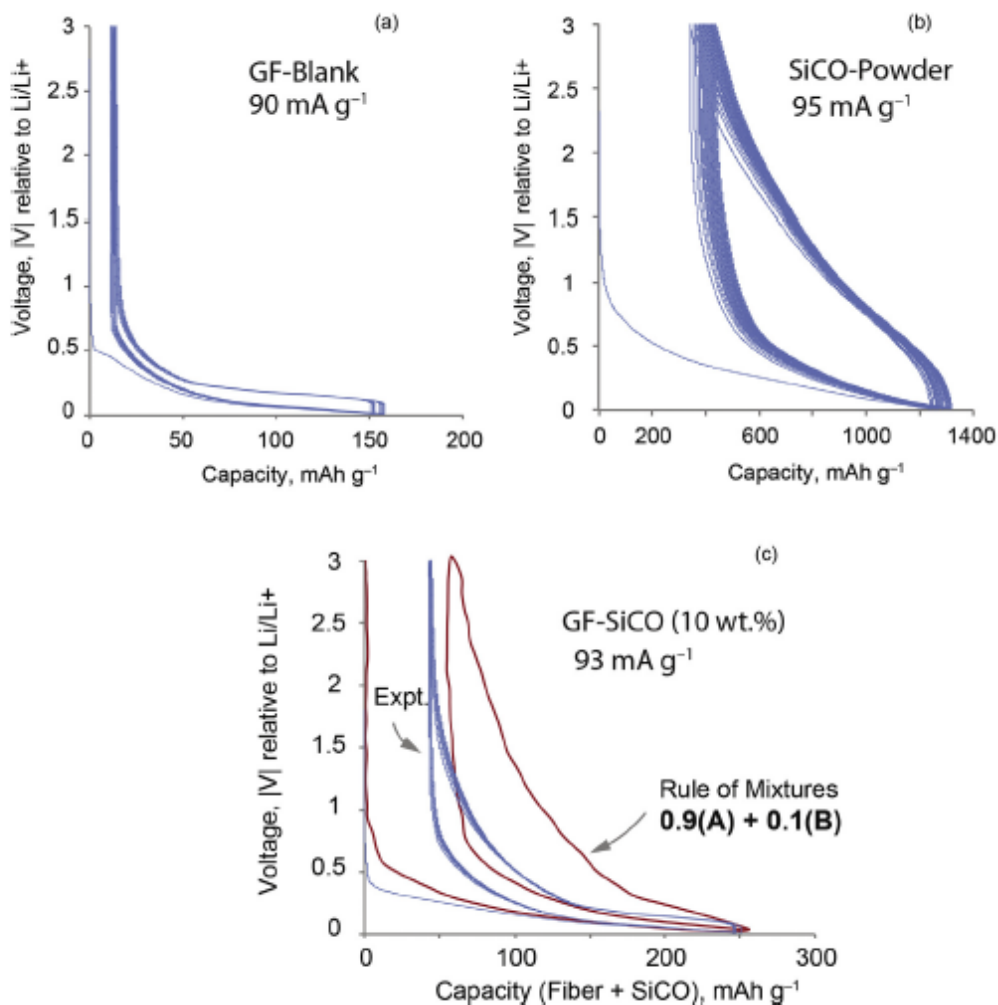 (a)
GF-Blank
90 mA g⁻¹
Voltage, |V| relative to Li/Li+
3
2.5
2
1.5
1
0.5
0
0 50 100 150 200
Capacity, mAh g⁻¹
(b)
SiCO-Powder
95 mA g⁻¹
Voltage, |V| relative to Li/Li+
3
2.5
2
1.5
1
0.5
0
0 200 600 1000 1400
Capacity, mAh g⁻¹
(c)
GF-SiCO (10 wt.%)
93 mA g⁻¹
Expt.
Rule of Mixtures
0.9(A) + 0.1(B)
Voltage, |V| relative to Li/Li+
3
2.5
2
1.5
1
0.5
0
0 100 200 300
Capacity (Fiber + SiCO), mAh g⁻¹